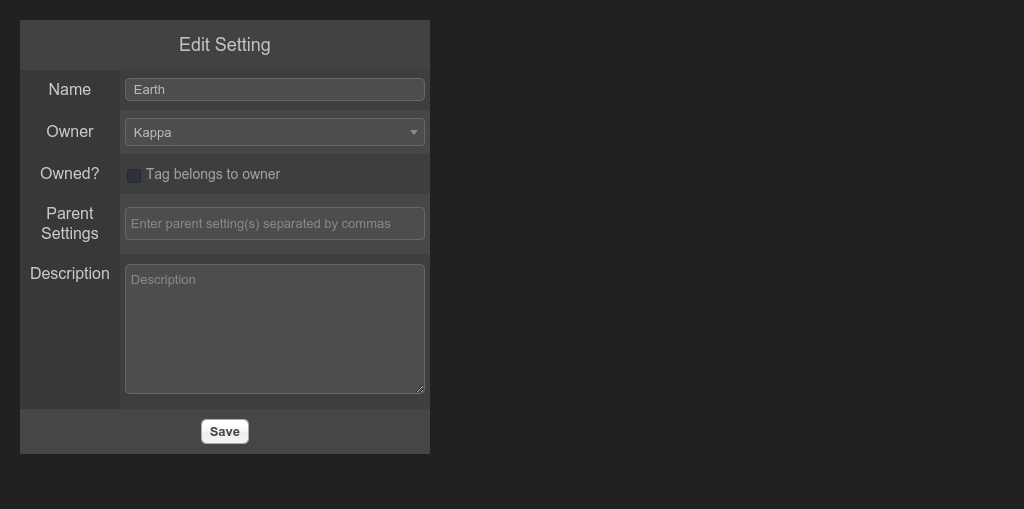 Edit Setting
Name
Earth
Owner
Kappa
Owned?
Tag belongs to owner
Parent
Settings
Enter parent setting(s) separated by commas
Description
Description
Save